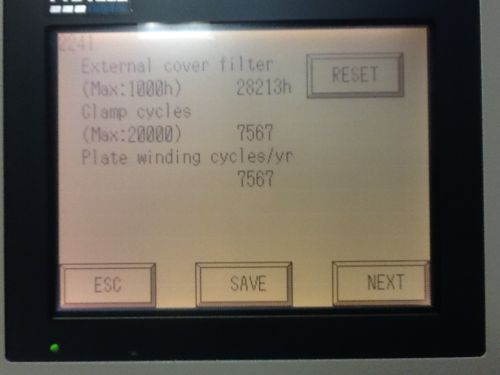 2241
External cover filter
RESET
(Max:1000h) 28213h
Clamp cycles
(Max:20000) 7567
Plate winding cycles/yr
7567
ESC
SAVE
NEXT